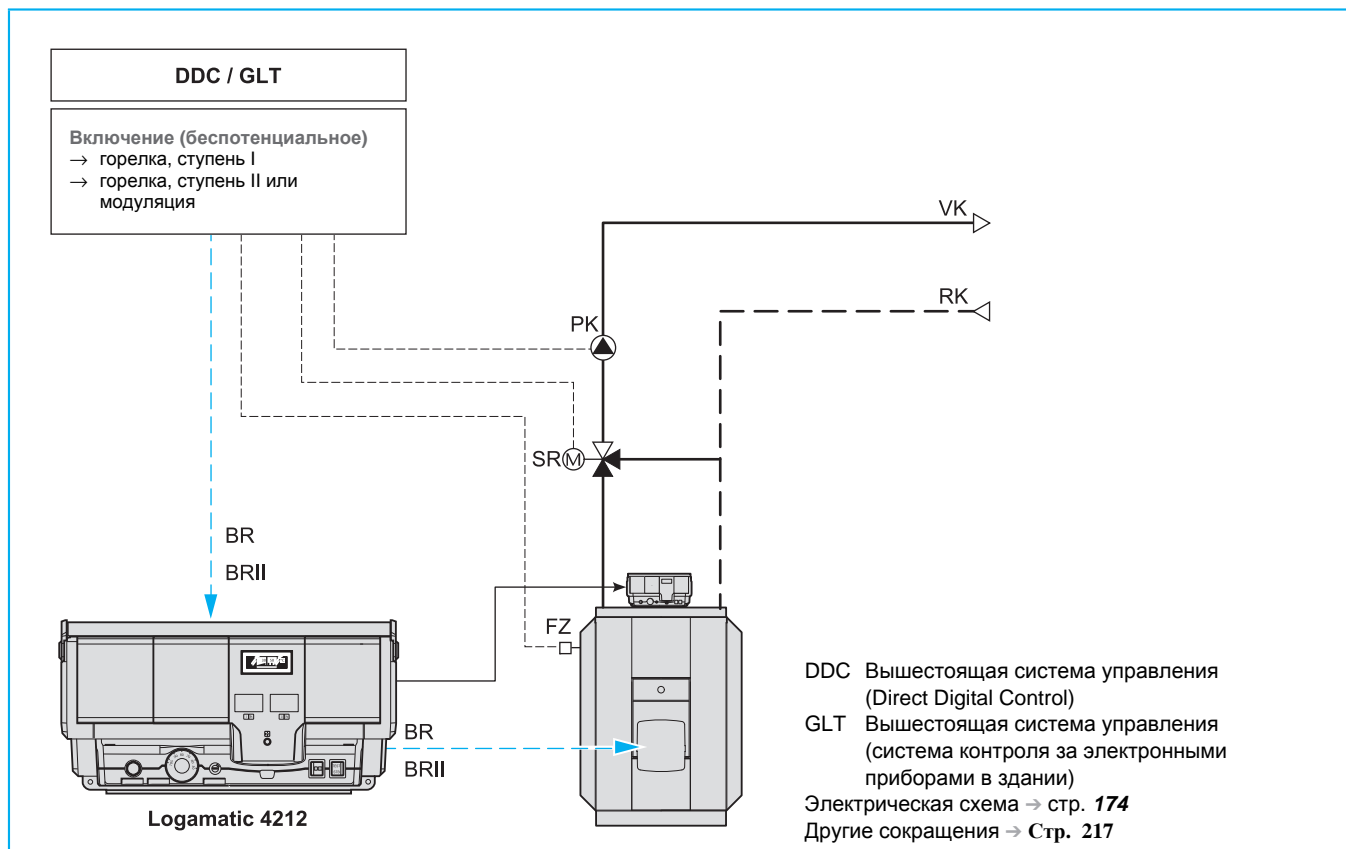 DDC / GLT
Включение (беспотенциальное)
→ горелка, ступень I
→ горелка, ступень II или
модуляция
VK
RK
PK
SR
M
BR
BRII
FZ
BR
BRII
Logamatic 4212
DDC Вышестоящая система управления
(Direct Digital Control)
GLT Вышестоящая система управления
(система контроля за электронными
приборами в здании)
Электрическая схема → стр. 174
Другие сокращения → Стр. 217